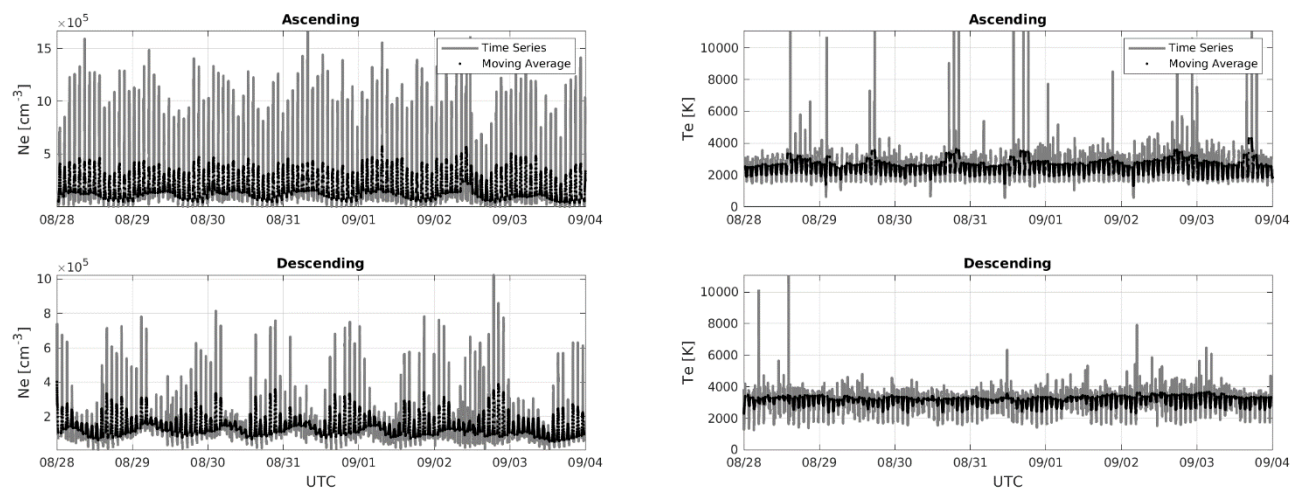 Ascending
×10⁵
Time Series
Moving Average
15
10
5
Ne [cm⁻³]
08/28 08/29 08/30 08/31 09/01 09/02 09/03 09/04
Ascending
Time Series
Moving Average
10000
8000
6000
4000
2000
0
Te [K]
08/28 08/29 08/30 08/31 09/01 09/02 09/03 09/04
Descending
×10⁵
10
8
6
4
2
Ne [cm⁻³]
08/28 08/29 08/30 08/31 09/01 09/02 09/03 09/04
UTC
Descending
10000
8000
6000
4000
2000
0
Te [K]
08/28 08/29 08/30 08/31 09/01 09/02 09/03 09/04
UTC